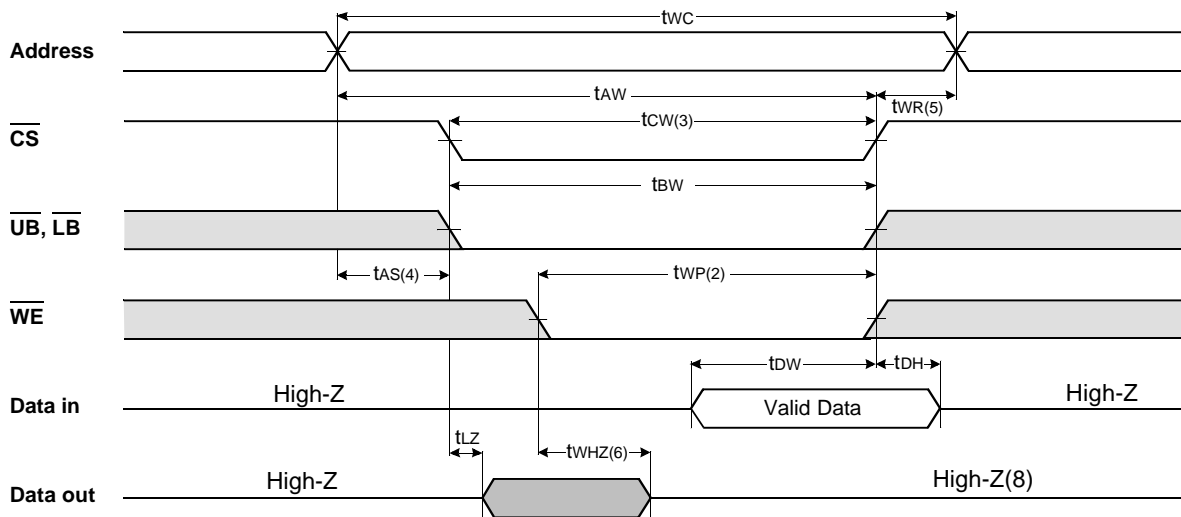 tWC
Address
tAW
tWR(5)
CS
tCW(3)
tBW
UB, LB
tAS(4)
tWP(2)
WE
tDW
tDH
Data in
High-Z
Valid Data
High-Z
tLZ
tWHZ(6)
Data out
High-Z
High-Z(8)